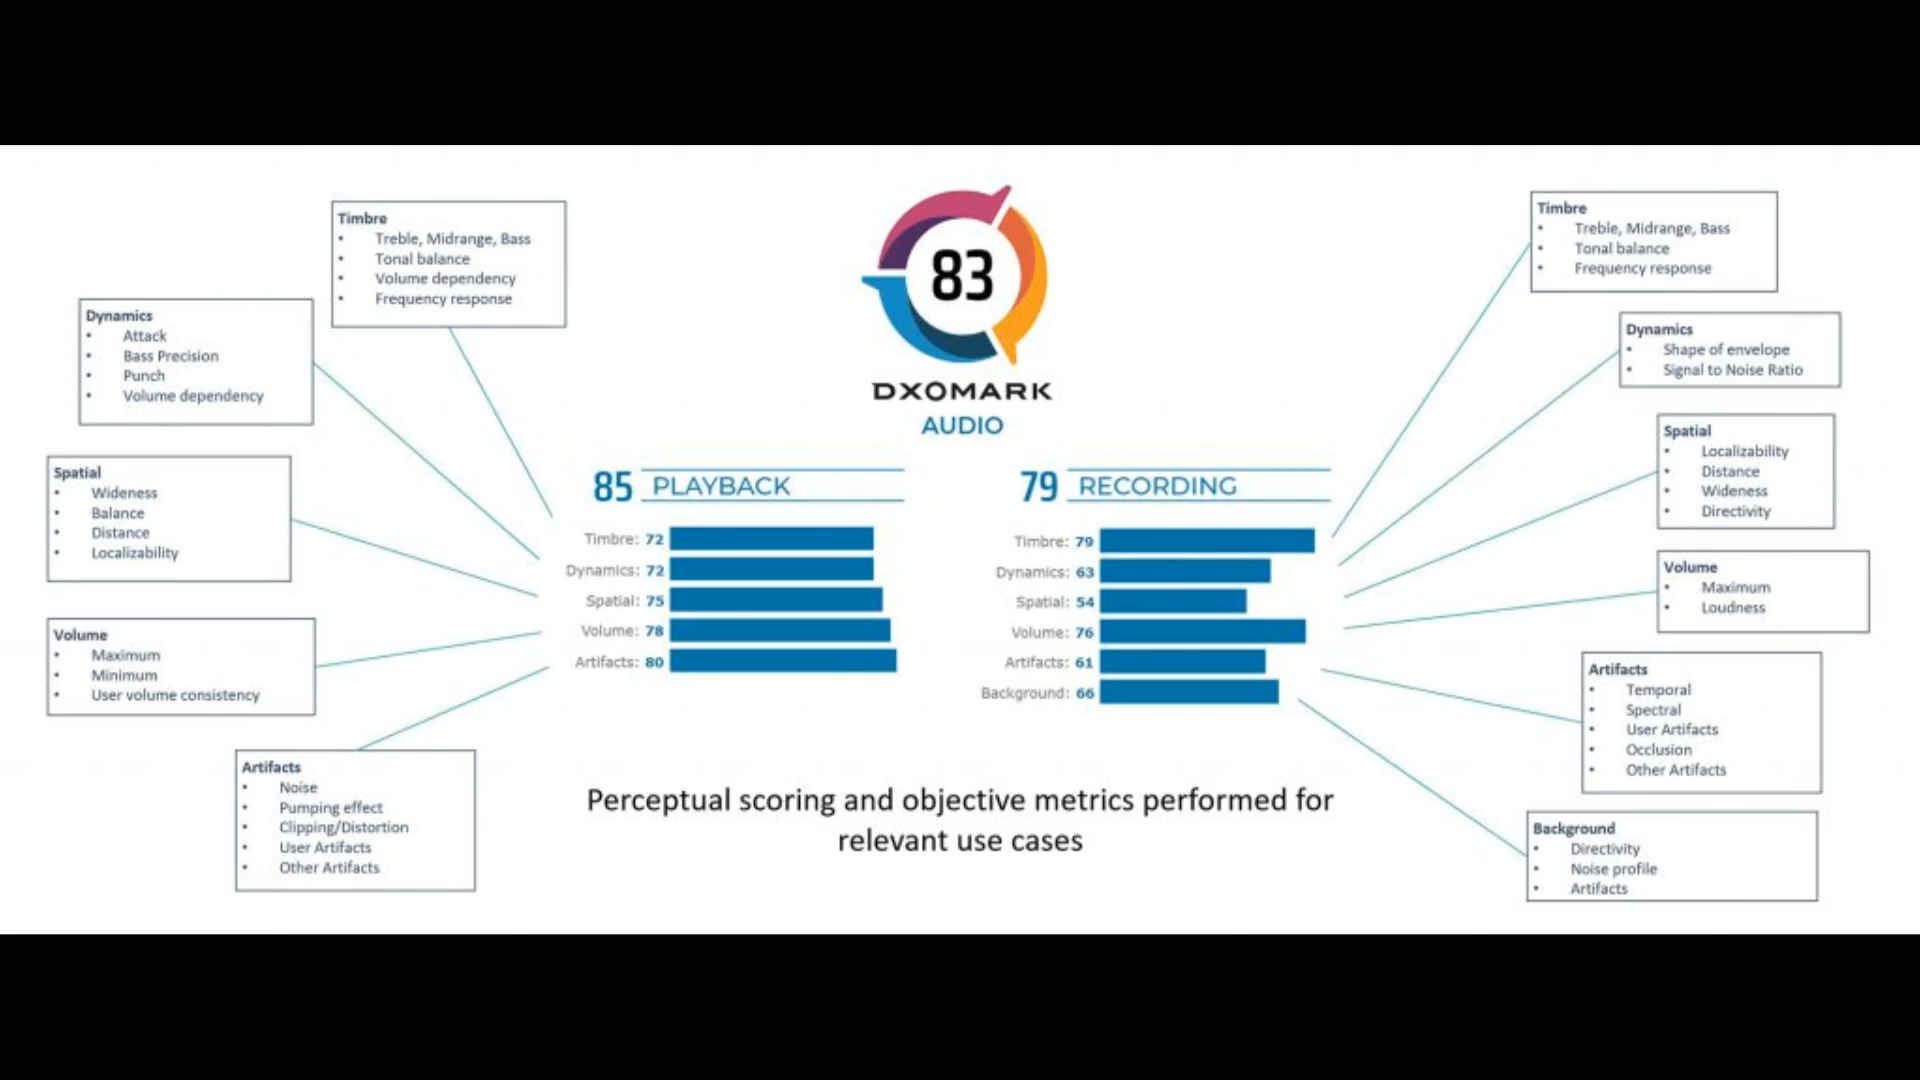 83
DXOMARK
AUDIO
Timbre
• Treble, Midrange, Bass
• Tonal balance
• Volume dependency
• Frequency response
Dynamics
• Attack
• Bass Precision
• Punch
• Volume dependency
Spatial
• Wideness
• Balance
• Distance
• Localizability
Volume
• Maximum
• Minimum
• User volume consistency
Artifacts
• Noise
• Pumping effect
• Clipping/Distortion
• User Artifacts
• Other Artifacts
85 PLAYBACK
Timbre: 72
Dynamics: 72
Spatial: 75
Volume: 78
Artifacts: 80
79 RECORDING
Timbre: 79
Dynamics: 63
Spatial: 54
Volume: 76
Artifacts: 61
Background: 66
Timbre
• Treble, Midrange, Bass
• Tonal balance
• Frequency response
Dynamics
• Shape of envelope
• Signal to Noise Ratio
Spatial
• Localizability
• Distance
• Wideness
• Directivity
Volume
• Maximum
• Loudness
Artifacts
• Temporal
• Spectral
• User Artifacts
• Occlusion
• Other Artifacts
Background
• Directivity
• Noise profile
• Artifacts
Perceptual scoring and objective metrics performed for
relevant use cases